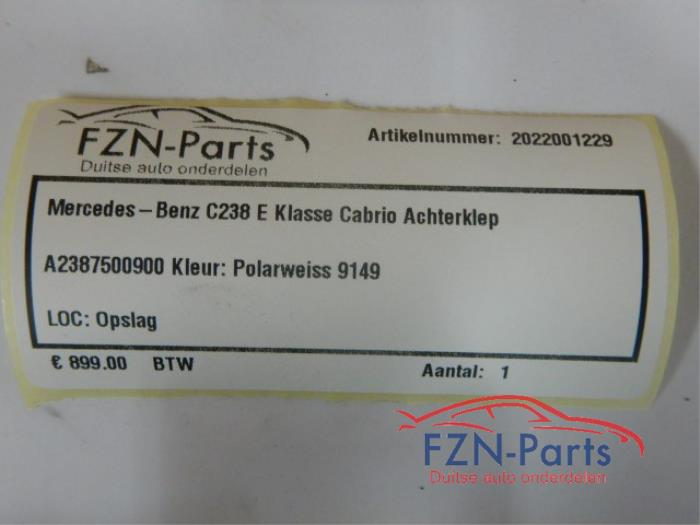 FZN-Parts
Duitse auto onderdelen
Artikelnummer: 2022001229
Mercedes-Benz C238 E Klasse Cabrio Achterklep
A2387500900 Kleur: Polarweiss 9149
LOC: Opslag
€ 899.00 BTW
Aantal: 1
FZN-Parts
Duitse auto onderdelen